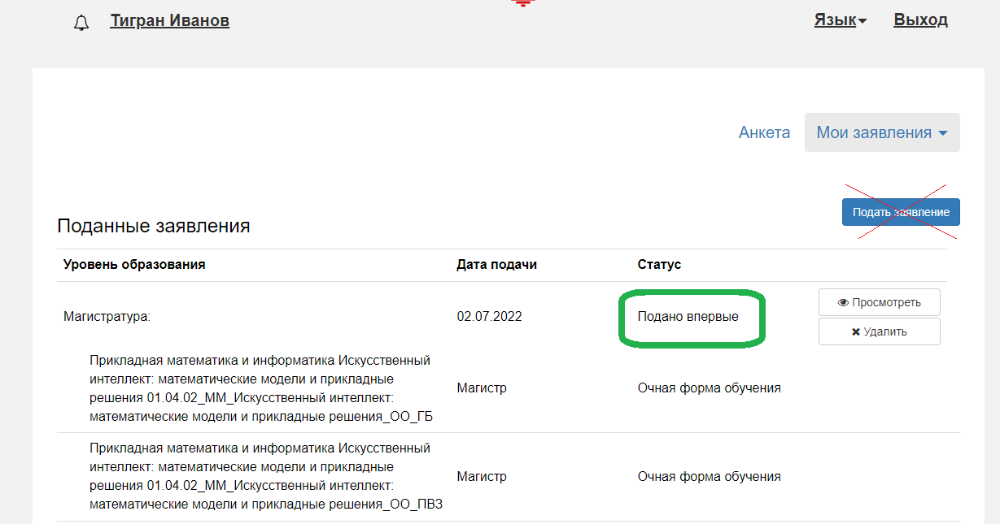 Тигран Иванов
Язык
Выход
Анкета
Мои заявления
Подать заявление
Поданные заявления
Уровень образования Дата подачи Статус
Просмотреть
Магистратура: 02.07.2022 Подано впервые
Удалить
Прикладная математика и информатика Искусственный
интеллект: математические модели и прикладные
решения 01.04.02_ММ_Искусственный интеллект:
математические модели и прикладные решения_ОО_ГБ
Магистр
Очная форма обучения
Прикладная математика и информатика Искусственный
интеллект: математические модели и прикладные
решения 01.04.02_ММ_Искусственный интеллект:
математические модели и прикладные решения_ОО_ПВЗ
Магистр
Очная форма обучения